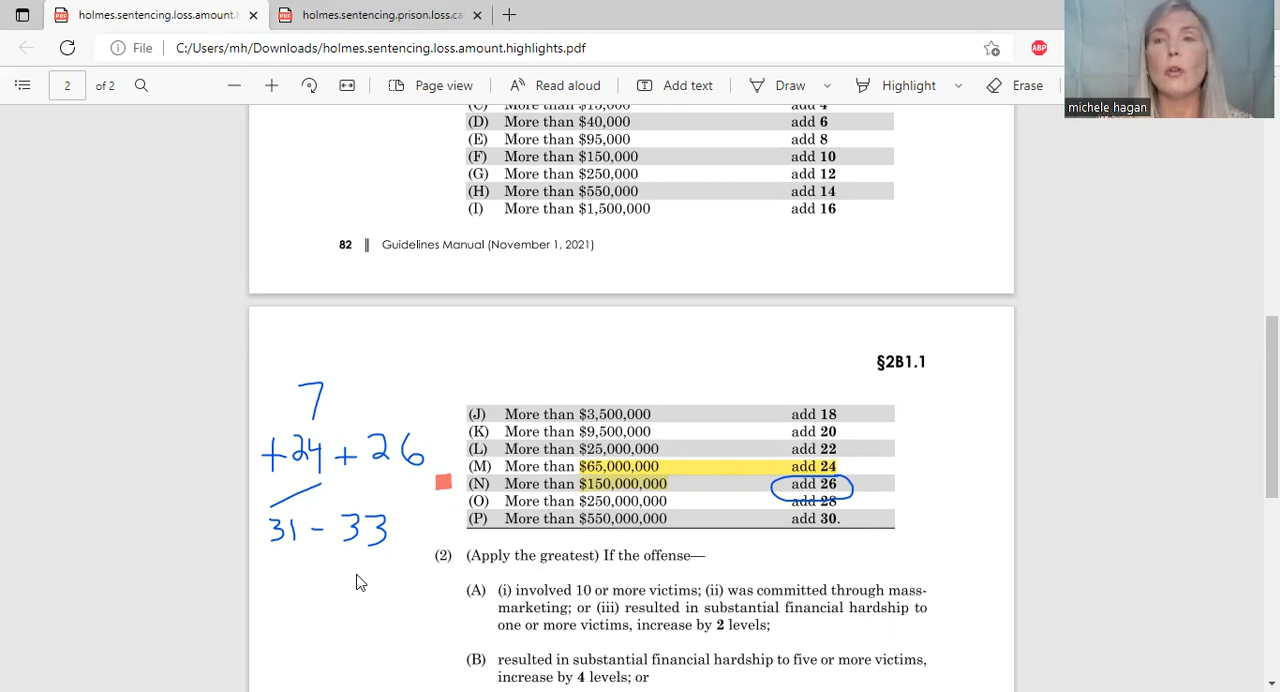 holmes.sentencing.loss.amount.h
holmes.sentencing.prison.loss.ca
File
C:/Users/mh/Downloads/holmes.sentencing.loss.amount.highlights.pdf
ABP
2
of 2
Page view
Read aloud
Add text
Draw
Highlight
Erase
michele hagan
(C) More than $15,000 add 4
(D) More than $40,000 add 6
(E) More than $95,000 add 8
(F) More than $150,000 add 10
(G) More than $250,000 add 12
(H) More than $550,000 add 14
(I) More than $1,500,000 add 16
82 || Guidelines Manual (November 1, 2021)
§2B1.1
7
+24 + 26
31 - 33
(J) More than $3,500,000 add 18
(K) More than $9,500,000 add 20
(L) More than $25,000,000 add 22
(M) More than $65,000,000 add 24
(N) More than $150,000,000 add 26
(O) More than $250,000,000 add 28
(P) More than $550,000,000 add 30.
(2) (Apply the greatest) If the offense—
(A) (i) involved 10 or more victims; (ii) was committed through mass-
marketing; or (iii) resulted in substantial financial hardship to
one or more victims, increase by 2 levels;
(B) resulted in substantial financial hardship to five or more victims,
increase by 4 levels; or